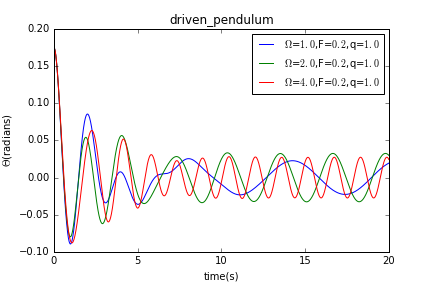 driven_pendulum
Ω=1.0,F=0.2,q=1.0
Ω=2.0,F=0.2,q=1.0
Ω=4.0,F=0.2,q=1.0
Θ(radians)
0.20
0.15
0.10
0.05
0.00
−0.05
−0.10
0 5 10 15 20
time(s)